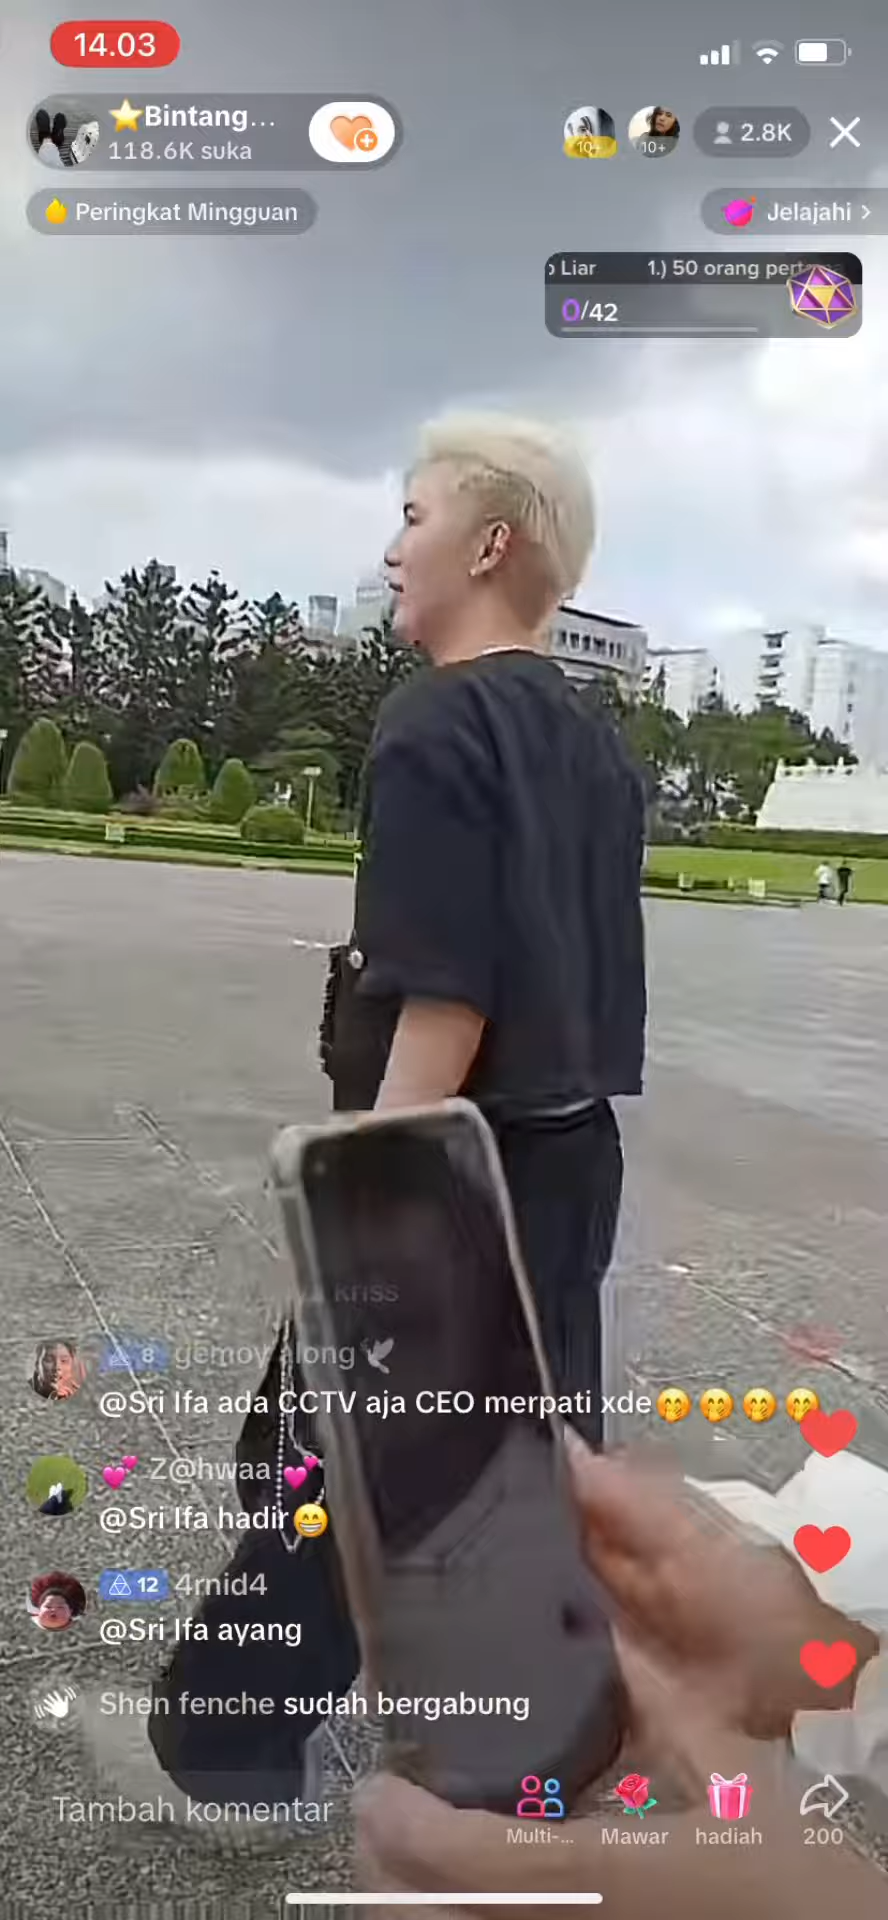 14.03
⭐Bintang...
118.6K suka
10+
10+
2.8K
Peringkat Mingguan
Jelajahi >
Liar 1.) 50 orang pertama
0/42
kriss
8 gemoy along🕊
@Sri Ifa ada CCTV aja CEO merpati xde🤭🤭🤭🤭
💕 Z@hwaa 💕
@Sri Ifa hadir😁
12 4rnid4
@Sri Ifa ayang
Shen fenche sudah bergabung
Tambah komentar
Multi-...
Mawar
hadiah
200